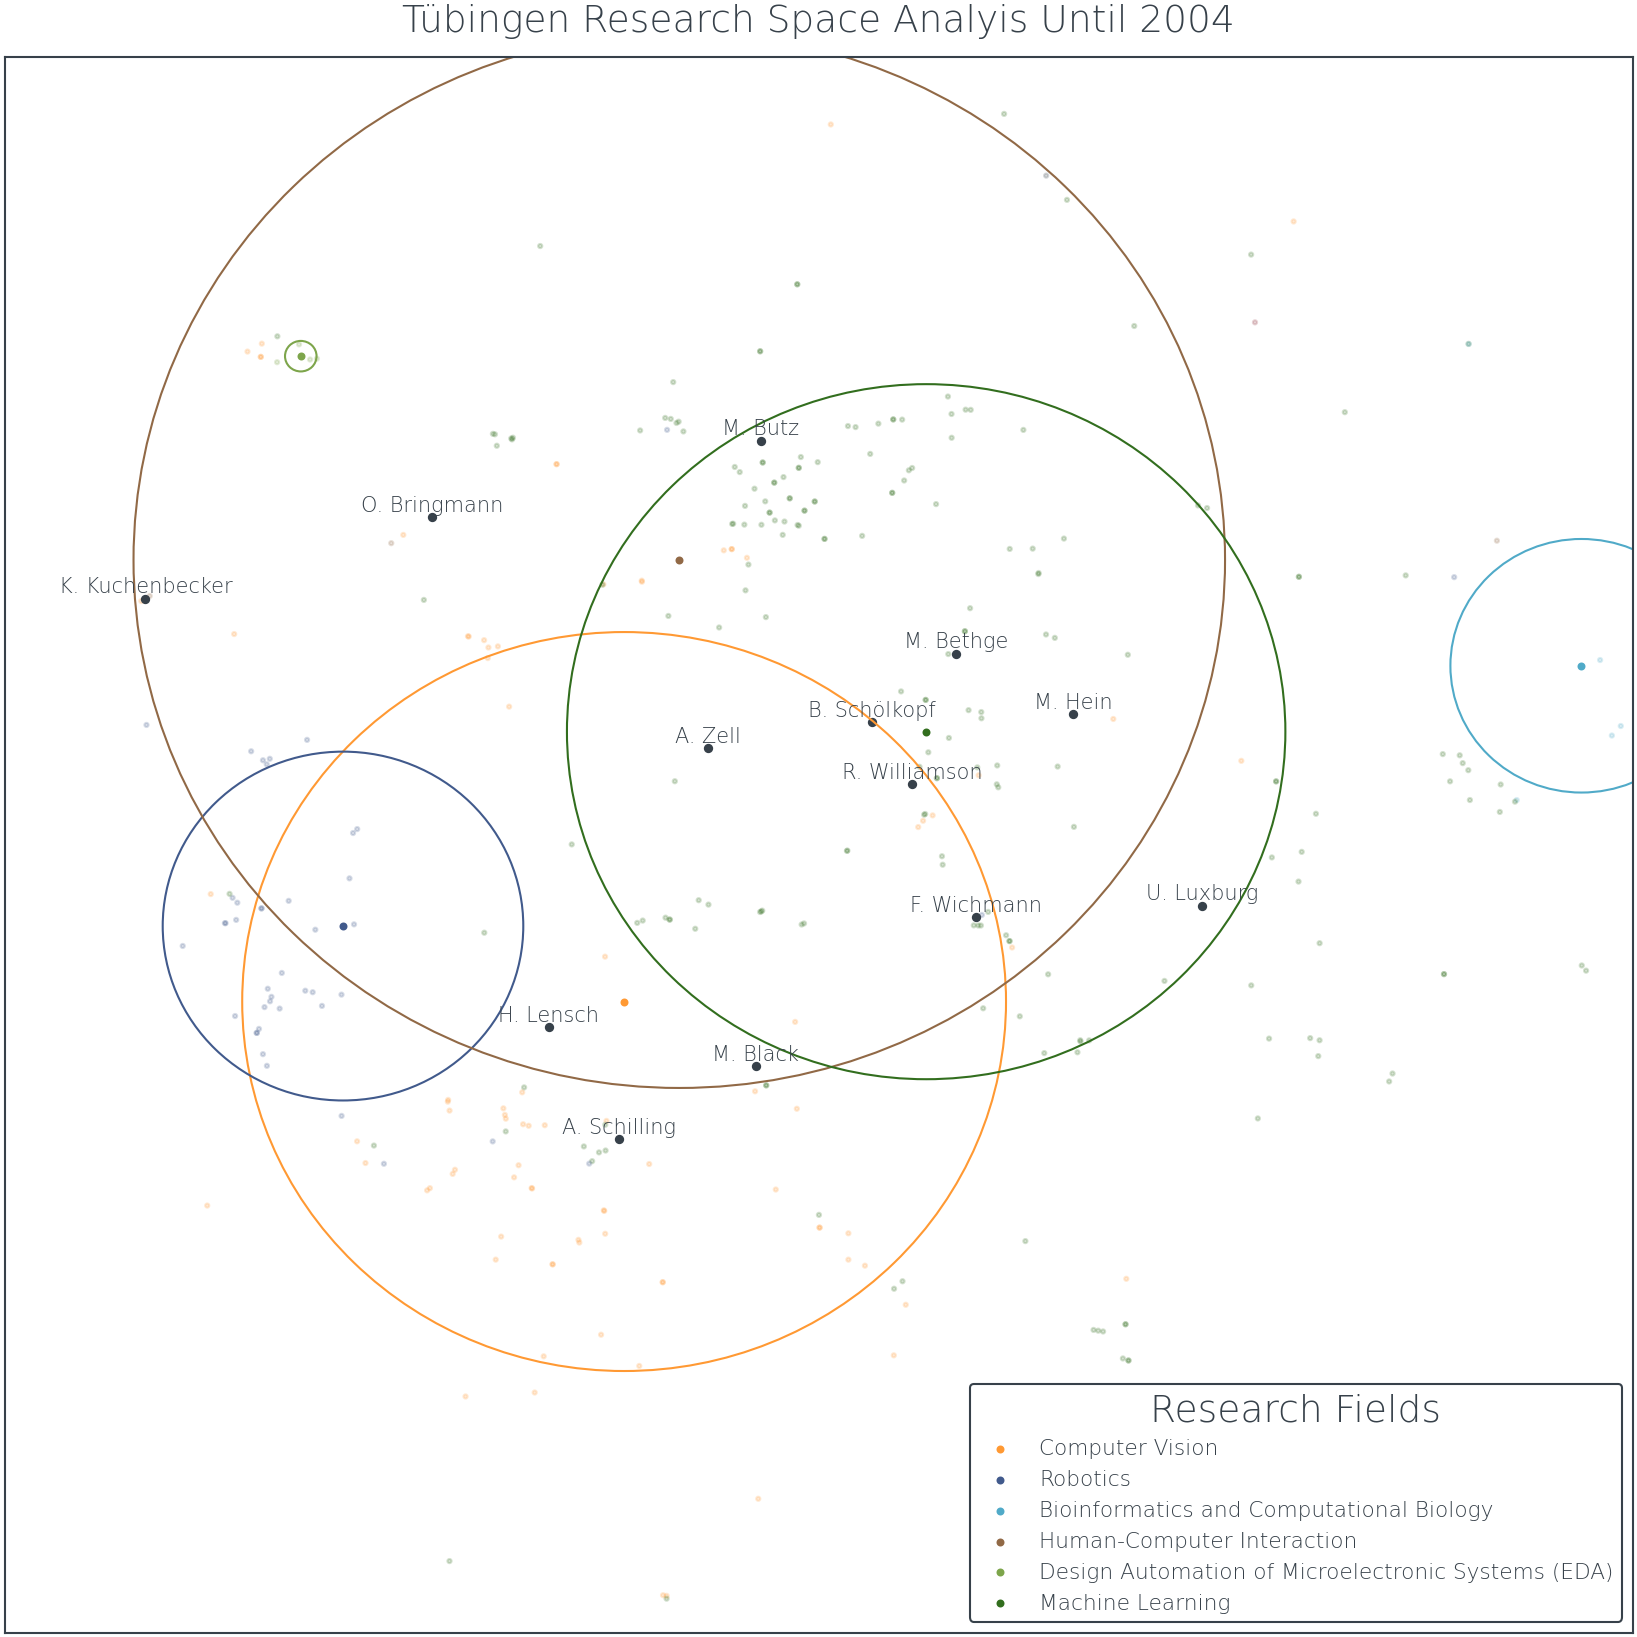 Tübingen Research Space Analyis Until 2004
M. Butz
O. Bringmann
K. Kuchenbecker
M. Bethge
M. Hein
B. Schölkopf
A. Zell
R. Williamson
U. Luxburg
F. Wichmann
H. Lensch
M. Black
A. Schilling
Research Fields
Computer Vision
Robotics
Bioinformatics and Computational Biology
Human-Computer Interaction
Design Automation of Microelectronic Systems (EDA)
Machine Learning